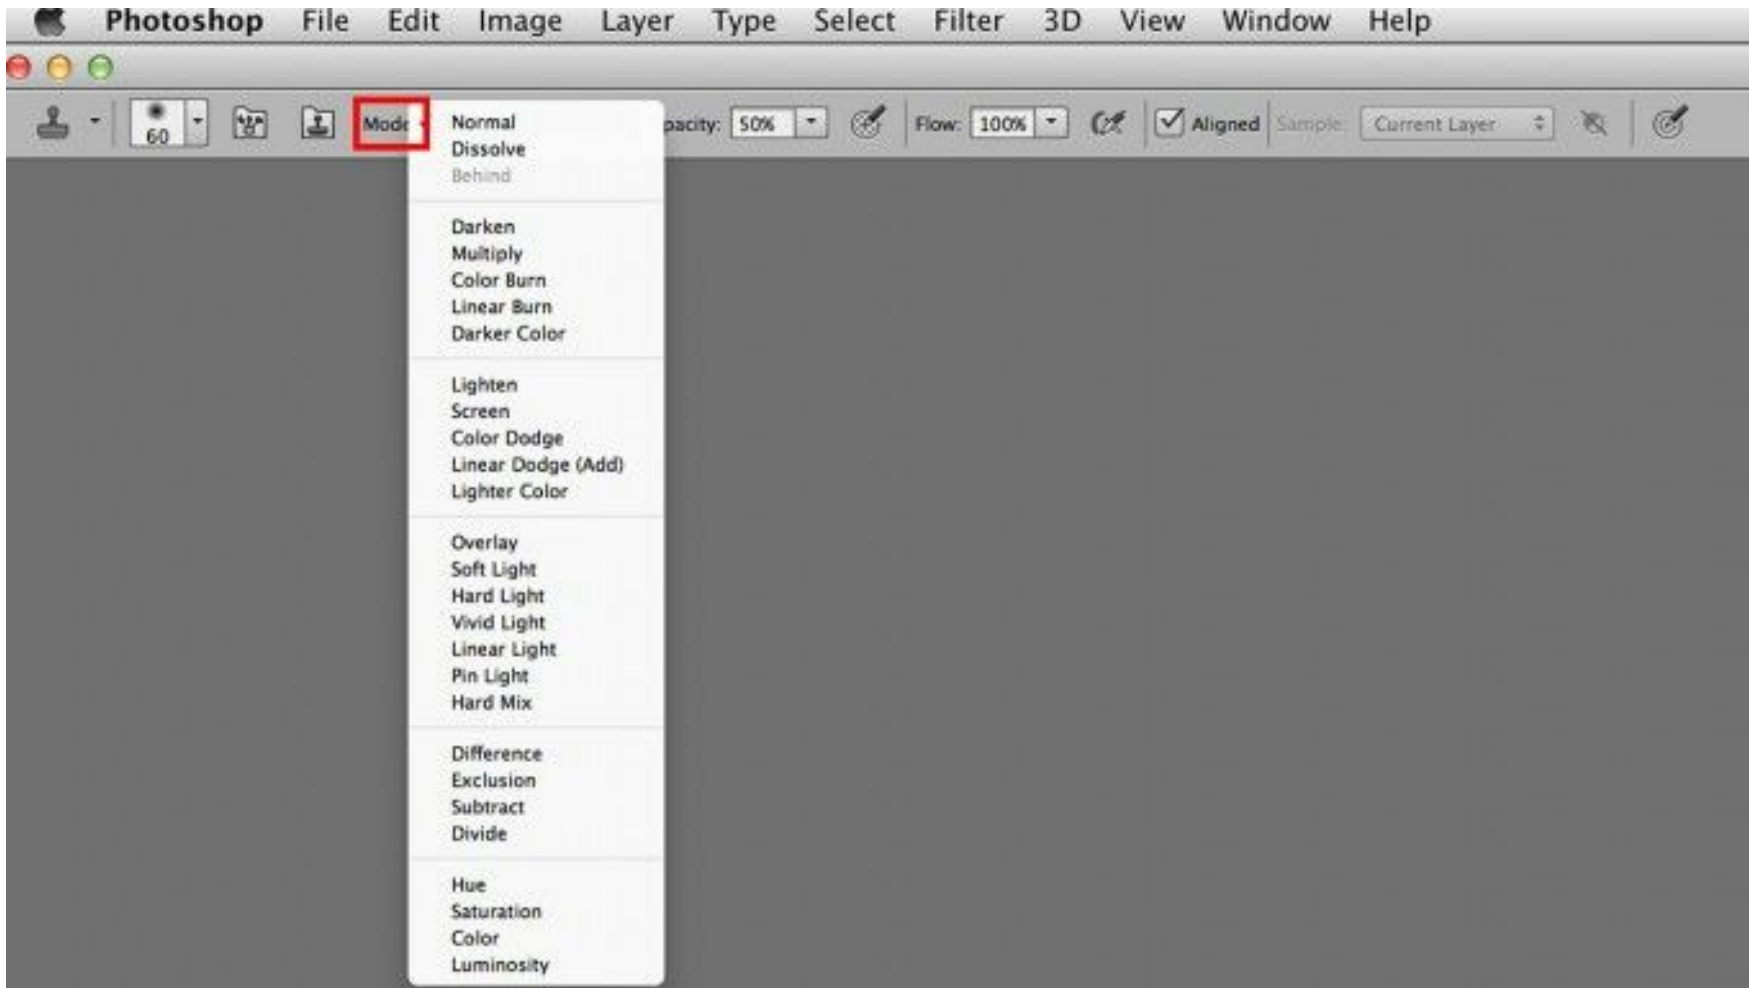 Photoshop File Edit Image Layer Type Select Filter 3D View Window Help
60 Mode pacity: 50% Flow: 100% Aligned Sample: Current Layer
Normal
Dissolve
Behind
Darken
Multiply
Color Burn
Linear Burn
Darker Color
Lighten
Screen
Color Dodge
Linear Dodge (Add)
Lighter Color
Overlay
Soft Light
Hard Light
Vivid Light
Linear Light
Pin Light
Hard Mix
Difference
Exclusion
Subtract
Divide
Hue
Saturation
Color
Luminosity